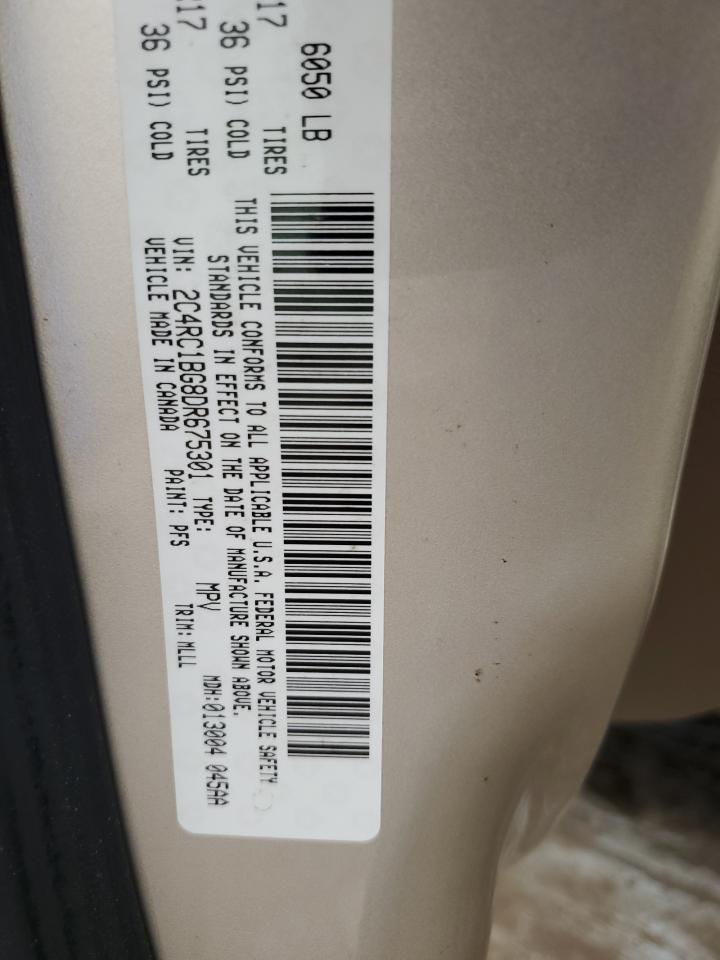 6050 LB
17 TIRES
36 PSI) COLD
17 TIRES
36 PSI) COLD
THIS VEHICLE CONFORMS TO ALL APPLICABLE U.S.A. FEDERAL MOTOR VEHICLE SAFETY
STANDARDS IN EFFECT ON THE DATE OF MANUFACTURE SHOWN ABOVE.
VIN: 2C4RC1BG8DR675301 TYPE: MPV MDH:013004 045AA
VEHICLE MADE IN CANADA PAINT: PFS TRIM: MLLL